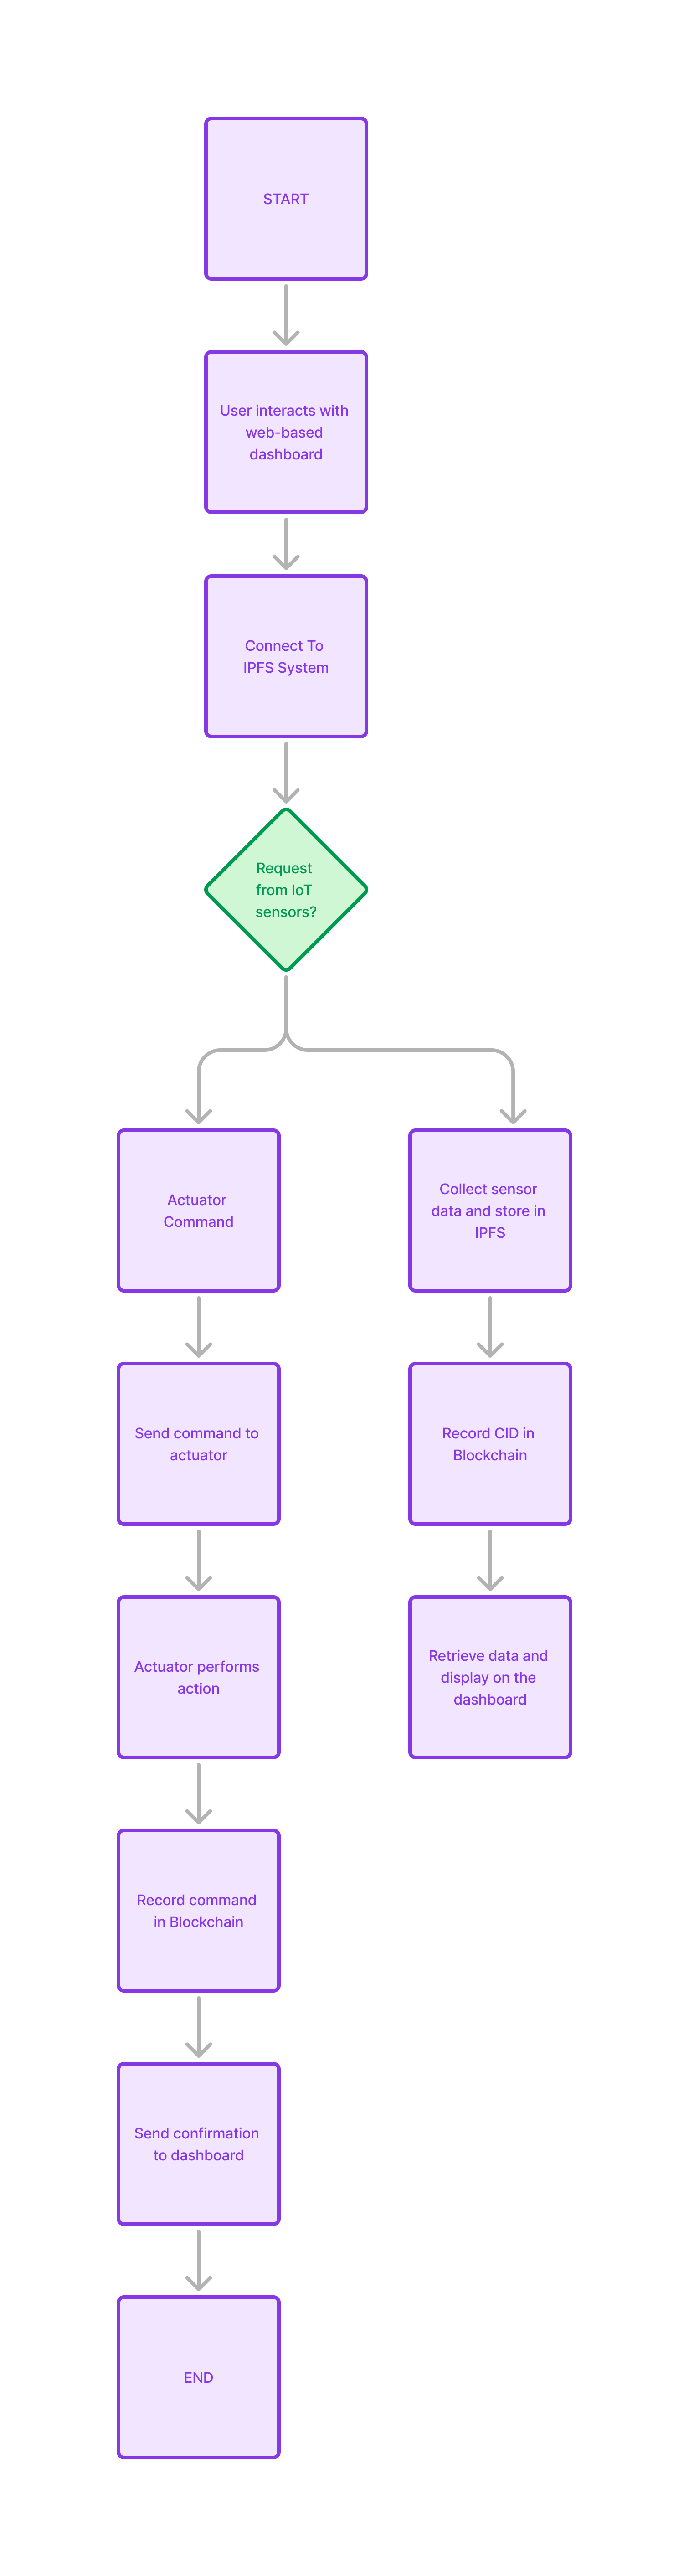 START
User interacts with
web-based
dashboard
Connect To
IPFS System
Request
from IoT
sensors?
Actuator
Command
Collect sensor
data and store in
IPFS
Send command to
actuator
Record CID in
Blockchain
Actuator performs
action
Retrieve data and
display on the
dashboard
Record command
in Blockchain
Send confirmation
to dashboard
END